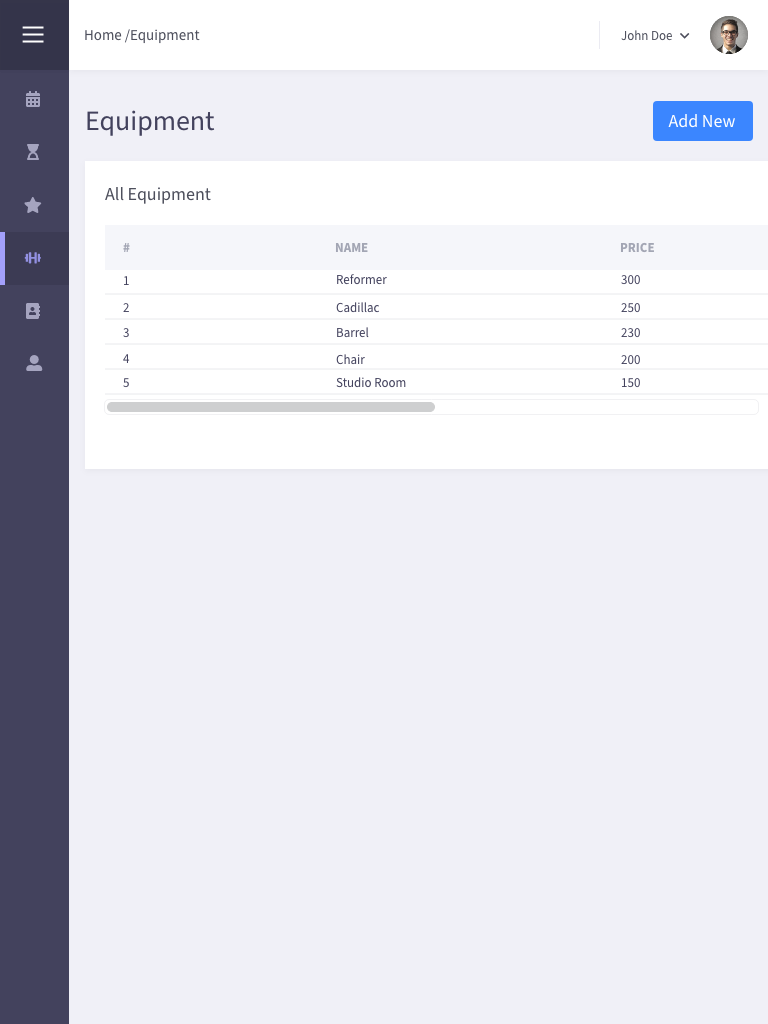 Home /Equipment
John Doe
Equipment
Add New
All Equipment
# NAME PRICE
1 Reformer 300
2 Cadillac 250
3 Barrel 230
4 Chair 200
5 Studio Room 150